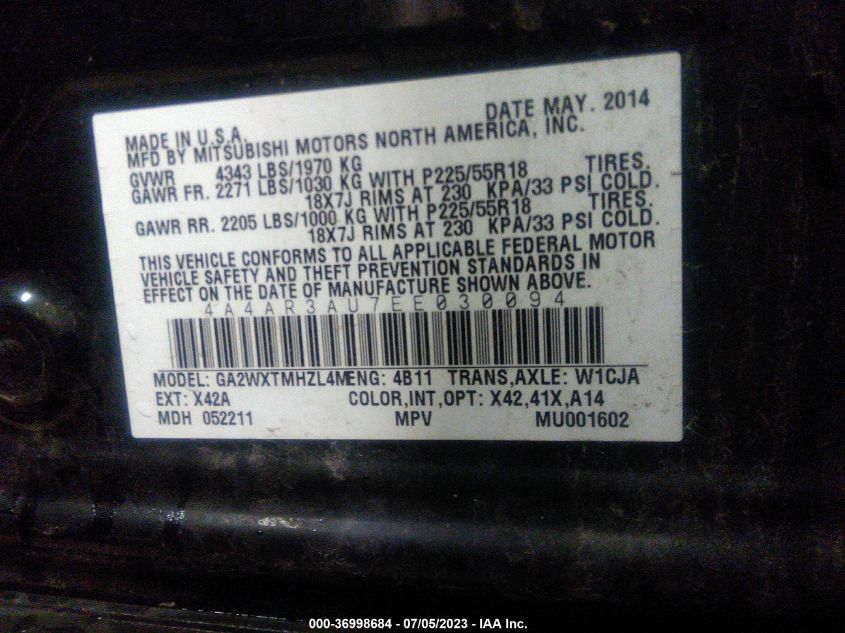 DATE MAY. 2014
MADE IN U.S.A.
MFD BY MITSUBISHI MOTORS NORTH AMERICA, INC.
GVWR 4343 LBS/1970 KG
GAWR FR. 2271 LBS/1030 KG WITH P225/55R18 TIRES.
18X7J RIMS AT 230 KPA/33 PSI COLD.
GAWR RR. 2205 LBS/1000 KG WITH P225/55R18 TIRES.
18X7J RIMS AT 230 KPA/33 PSI COLD.
THIS VEHICLE CONFORMS TO ALL APPLICABLE FEDERAL MOTOR
VEHICLE SAFETY AND THEFT PREVENTION STANDARDS IN
EFFECT ON THE DATE OF MANUFACTURE SHOWN ABOVE.
4A4AR3AU7EE030094
MODEL: GA2WXTMHZL4M ENG: 4B11 TRANS,AXLE: W1CJA
EXT: X42A COLOR,INT,OPT: X42,41X,A14
MDH 052211 MPV MU001602
000-36998684 - 07/05/2023 - IAA Inc.